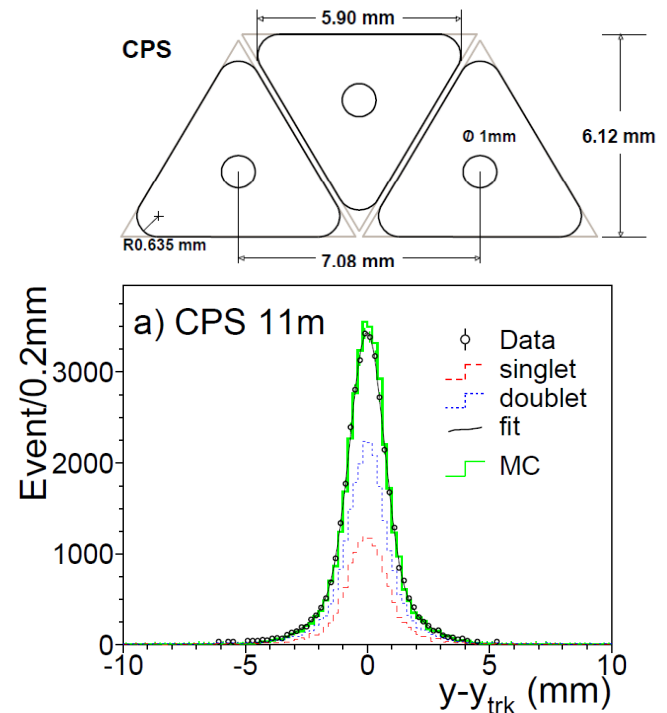 5.90 mm
CPS
Φ 1mm
6.12 mm
R0.635 mm
7.08 mm
a) CPS 11m
Data
singlet
doublet
fit
MC
Event/0.2mm
3000
2000
1000
0
-10
-5
0
5
10
y-ytrk (mm)